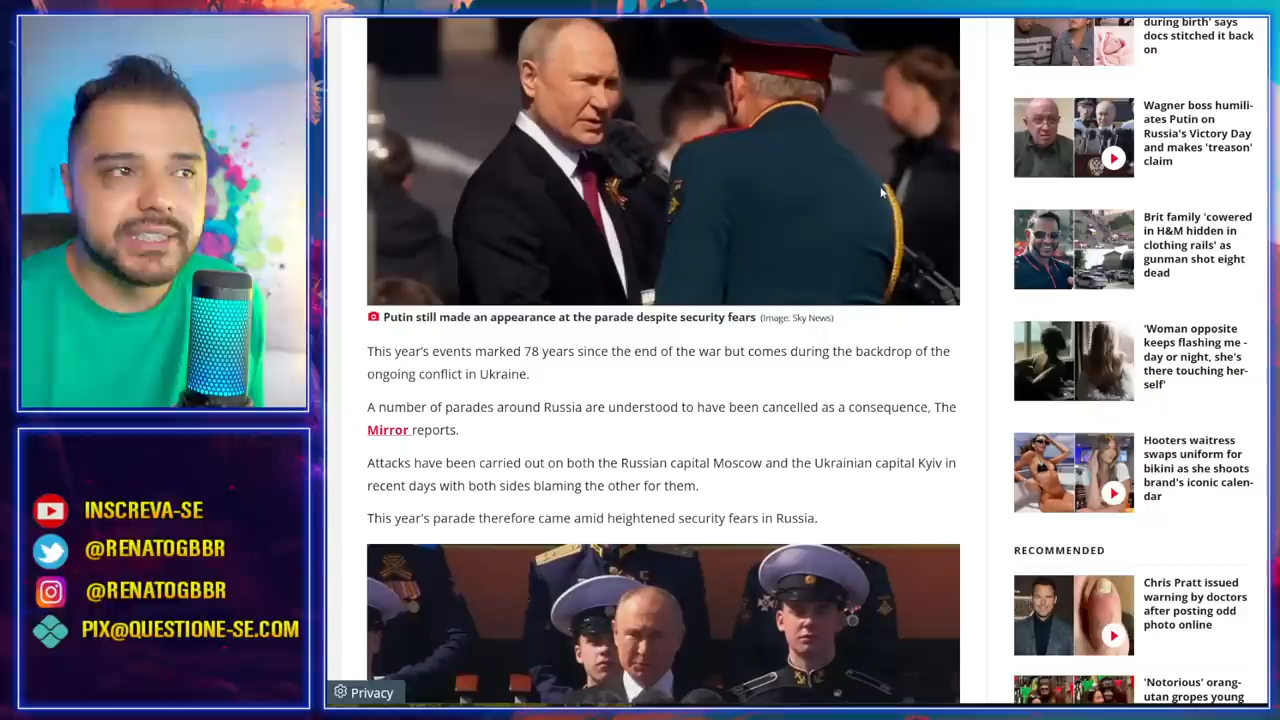 INSCREVA-SE
@RENATOGBBR
@RENATOGBBR
PIX@QUESTIONE-SE.COM
Putin still made an appearance at the parade despite security fears (Image: Sky News)
This year's events marked 78 years since the end of the war but comes during the backdrop of the
ongoing conflict in Ukraine.
A number of parades around Russia are understood to have been cancelled as a consequence, The
Mirror reports.
Attacks have been carried out on both the Russian capital Moscow and the Ukrainian capital Kyiv in
recent days with both sides blaming the other for them.
This year's parade therefore came amid heightened security fears in Russia.
Privacy
during birth' says
docs stitched it back
on
Wagner boss humili-
ates Putin on
Russia's Victory Day
and makes 'treason'
claim
Brit family 'cowered
in H&M hidden in
clothing rails' as
gunman shot eight
dead
'Woman opposite
keeps flashing me -
day or night, she's
there touching her-
self'
Hooters waitress
swaps uniform for
bikini as she shoots
brand's iconic calen-
dar
RECOMMENDED
Chris Pratt issued
warning by doctors
after posting odd
photo online
'Notorious' orang-
utan gropes young